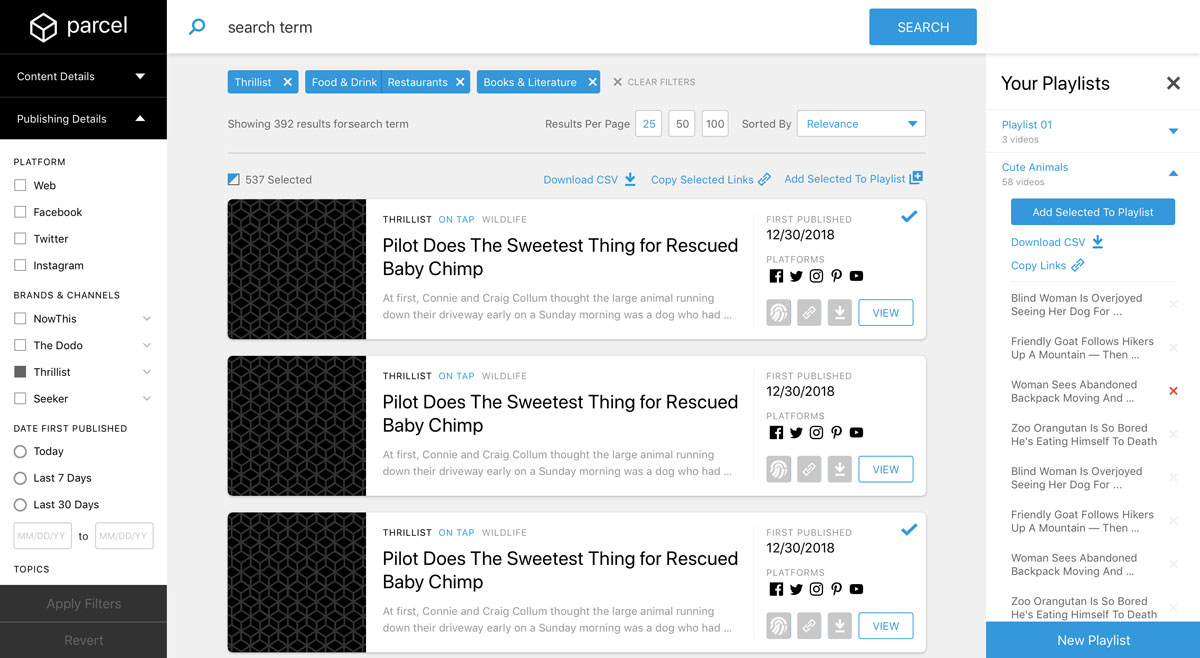 parcel
Content Details
Publishing Details
PLATFORM
Web
Facebook
Twitter
Instagram
BRANDS & CHANNELS
NowThis
The Dodo
Thrillist
Seeker
DATE FIRST PUBLISHED
Today
Last 7 Days
Last 30 Days
MM/DD/YY to MM/DD/YY
TOPICS
Apply Filters
Revert
search term
SEARCH
Thrillist Food & Drink Restaurants Books & Literature CLEAR FILTERS
Showing 392 results forsearch term Results Per Page 25 50 100 Sorted By Relevance
537 Selected Download CSV Copy Selected Links Add Selected To Playlist
THRILLIST ON TAP WILDLIFE
Pilot Does The Sweetest Thing for Rescued
Baby Chimp
At first, Connie and Craig Collum thought the large animal running
down their driveway early on a Sunday morning was a dog who had ...
FIRST PUBLISHED
12/30/2018
PLATFORMS
VIEW
THRILLIST ON TAP WILDLIFE
Pilot Does The Sweetest Thing for Rescued
Baby Chimp
At first, Connie and Craig Collum thought the large animal running
down their driveway early on a Sunday morning was a dog who had ...
FIRST PUBLISHED
12/30/2018
PLATFORMS
VIEW
THRILLIST ON TAP WILDLIFE
Pilot Does The Sweetest Thing for Rescued
Baby Chimp
At first, Connie and Craig Collum thought the large animal running
down their driveway early on a Sunday morning was a dog who had ...
FIRST PUBLISHED
12/30/2018
PLATFORMS
VIEW
Your Playlists
Playlist 01
3 videos
Cute Animals
58 videos
Add Selected To Playlist
Download CSV
Copy Links
Blind Woman Is Overjoyed
Seeing Her Dog For ...
Friendly Goat Follows Hikers
Up A Mountain — Then ...
Woman Sees Abandoned
Backpack Moving And ...
Zoo Orangutan Is So Bored
He's Eating Himself To Death
Blind Woman Is Overjoyed
Seeing Her Dog For ...
Friendly Goat Follows Hikers
Up A Mountain — Then ...
Woman Sees Abandoned
Backpack Moving And ...
Zoo Orangutan Is So Bored
He's Eating Himself To Death
New Playlist